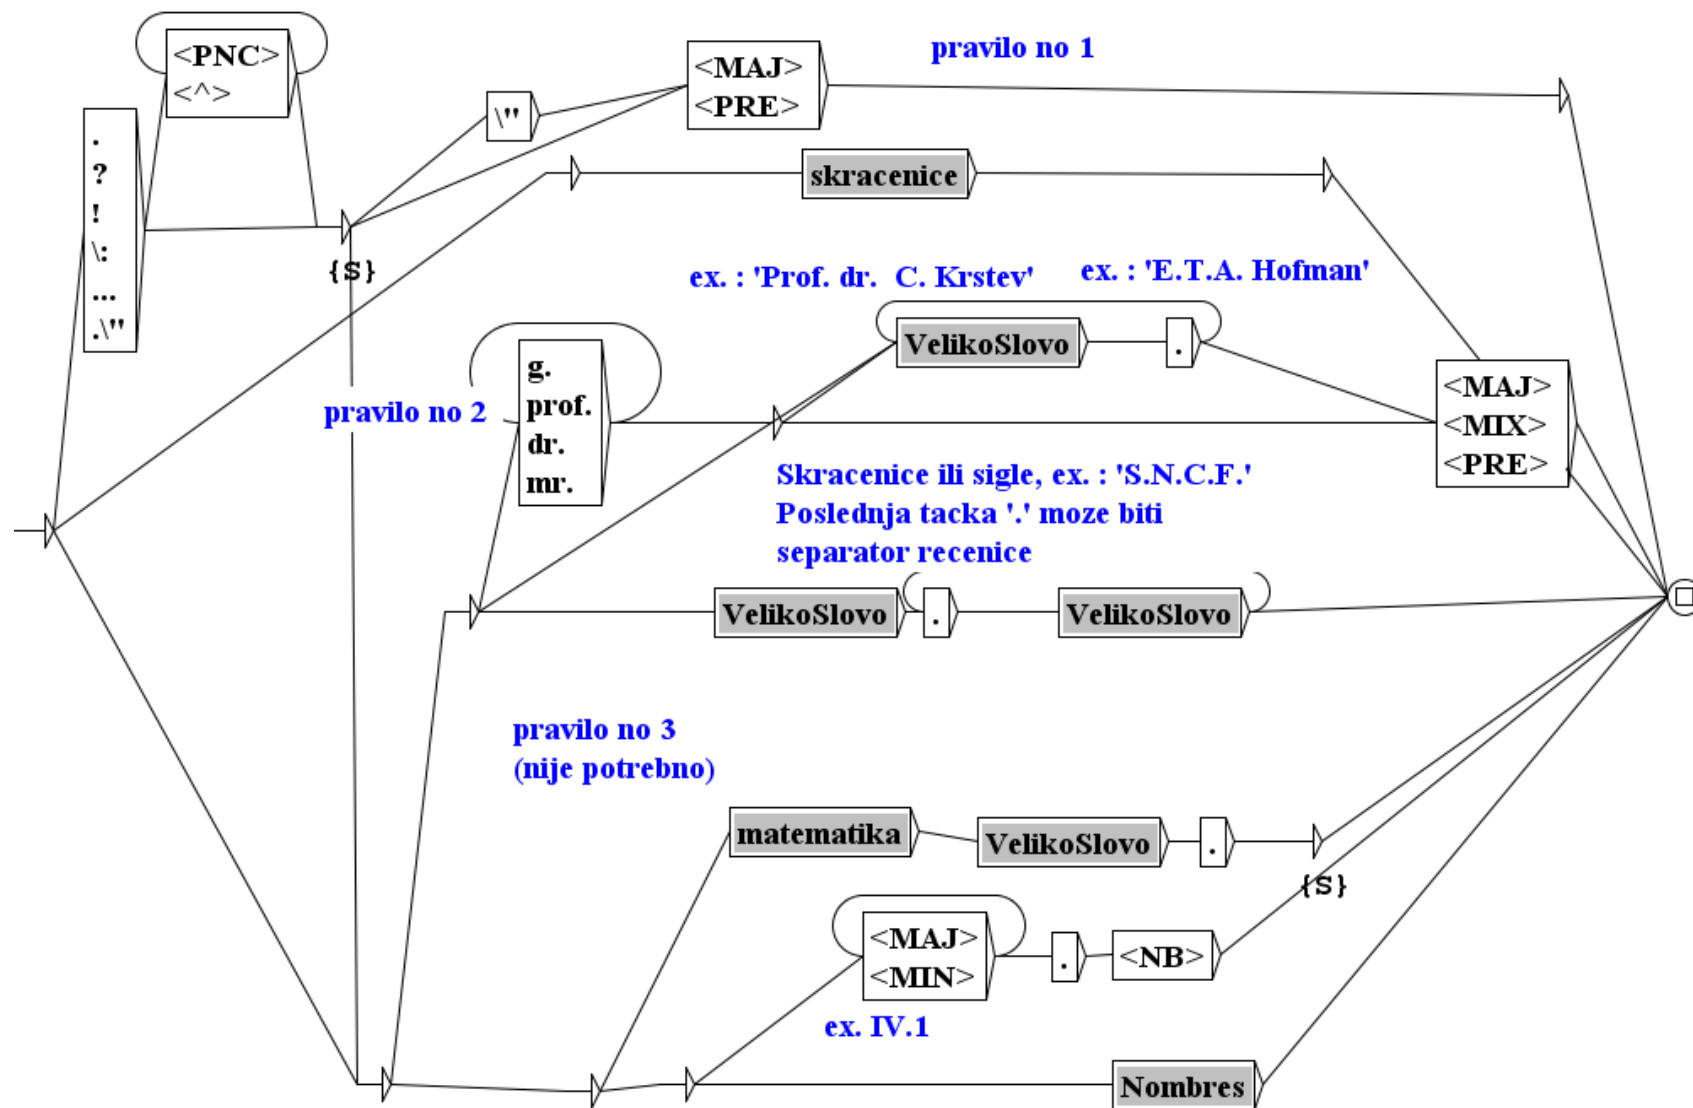 <PNC>
<^>
.
?
!
\:
...
.\"
{S}
\"
<MAJ>
<PRE>
pravilo no 1
skracenice
ex. : 'Prof. dr.  C. Krstev'
ex. : 'E.T.A. Hofman'
VelikoSlovo
.
pravilo no 2
g.
prof.
dr.
mr.
<MAJ>
<MIX>
<PRE>
Skracenice ili sigle, ex. : 'S.N.C.F.'
Poslednja tacka '.' moze biti
separator recenice
VelikoSlovo
.
VelikoSlovo
pravilo no 3
(nije potrebno)
matematika
VelikoSlovo
.
{S}
<MAJ>
<MIN>
.
<NB>
ex. IV.1
Nombres